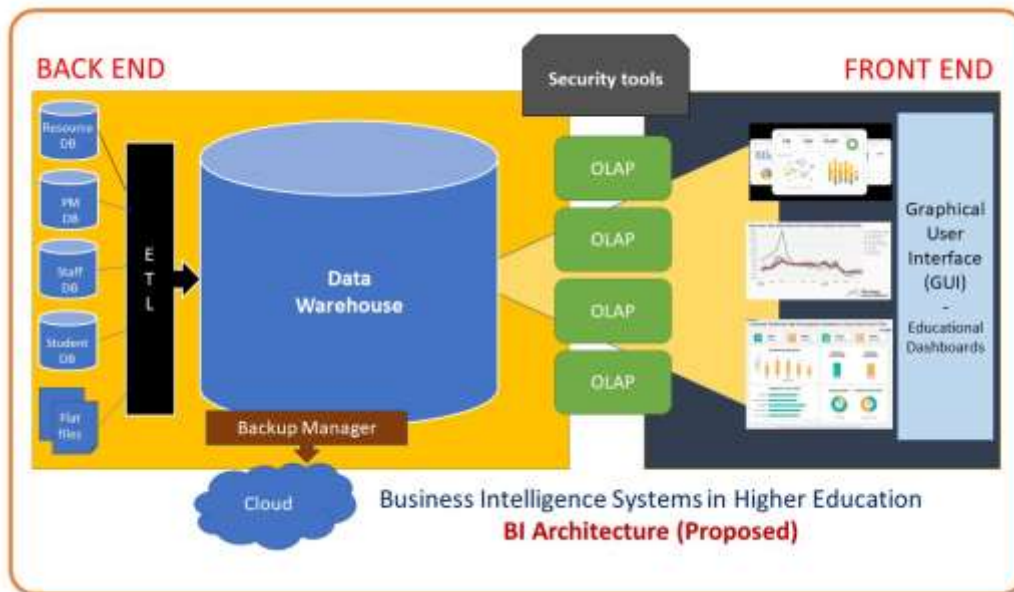 BACK END
Security tools
FRONT END
Resource
DB
PM
DB
Staff
DB
Student
DB
Flat
files
E
T
L
Data
Warehouse
OLAP
OLAP
OLAP
OLAP
Graphical
User
Interface
(GUI)
-
Educational
Dashboards
Backup Manager
Cloud
Business Intelligence Systems in Higher Education
BI Architecture (Proposed)